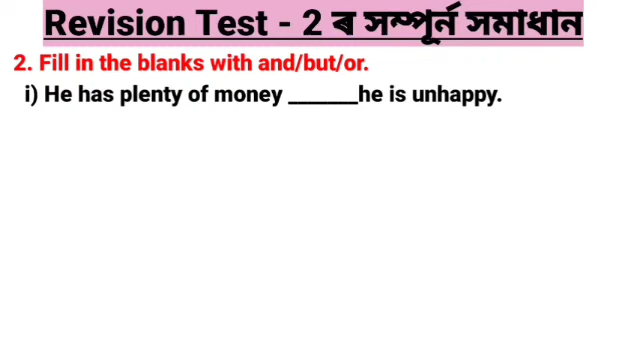 Revision Test - 2 ৰ সম্পূৰ্ন সমাধান
2. Fill in the blanks with and/but/or.
i) He has plenty of money ______he is unhappy.